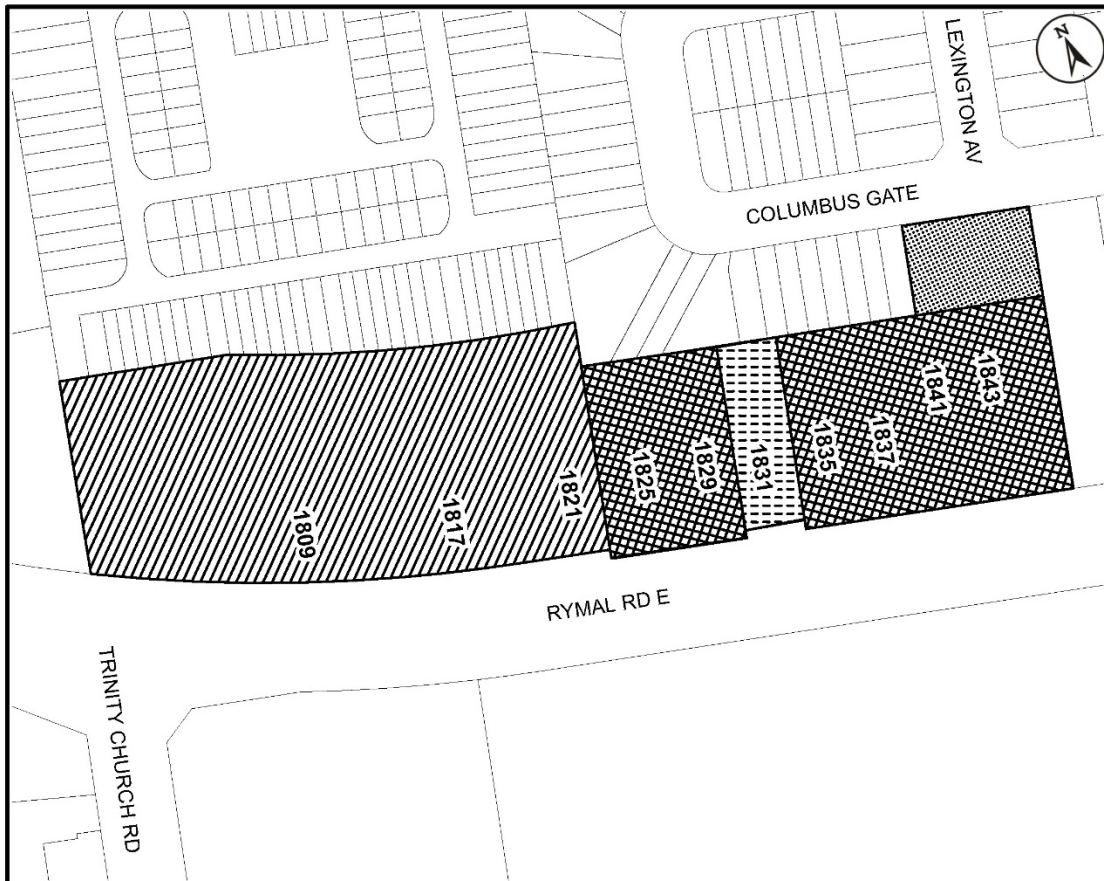 LEXINGTON AV
N
COLUMBUS GATE
1843
1841
1837
1835
1831
1829
1825
1821
1817
1809
RYMAL RD E
TRINITY CHURCH RD